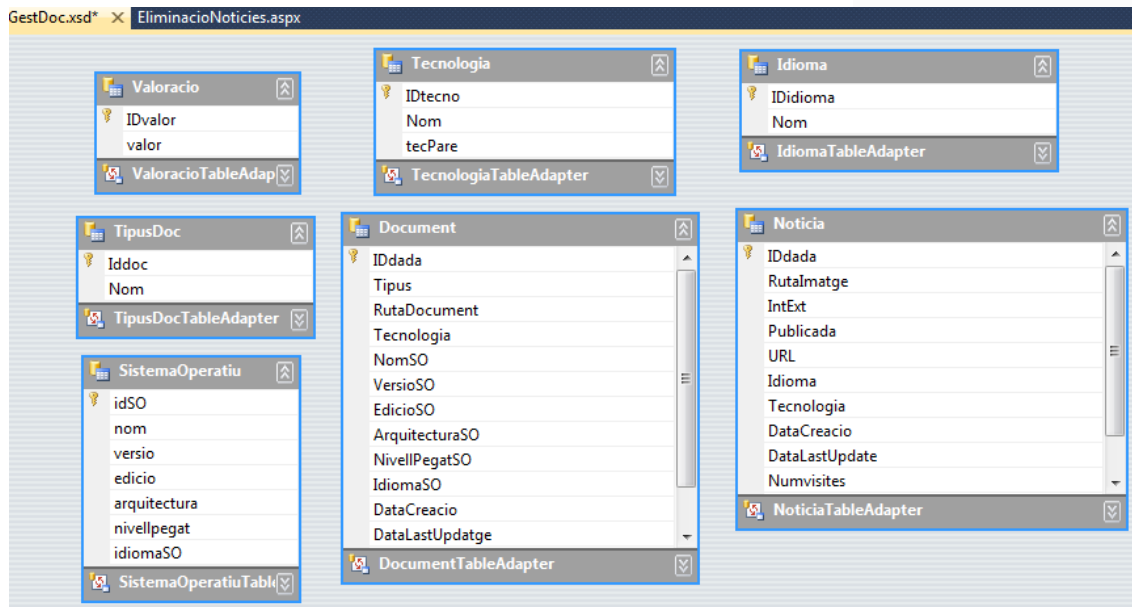 GestDoc.xsd* EliminacioNoticies.aspx
Valoracio
IDvalor
valor
ValoracioTableAdap
Tecnologia
IDtecno
Nom
tecPare
TecnologiaTableAdapter
Idioma
IDidioma
Nom
IdiomaTableAdapter
TipusDoc
Iddoc
Nom
TipusDocTableAdapter
Document
IDdada
Tipus
RutaDocument
Tecnologia
NomSO
VersioSO
EdicioSO
ArquitecturaSO
NivellPegatSO
IdiomaSO
DataCreacio
DataLastUpdatge
DocumentTableAdapter
Noticia
IDdada
RutaImatge
IntExt
Publicada
URL
Idioma
Tecnologia
DataCreacio
DataLastUpdate
Numvisites
NoticiaTableAdapter
SistemaOperatiu
idSO
nom
versio
edicio
arquitectura
nivellpegat
idiomaSO
SistemaOperatiuTable